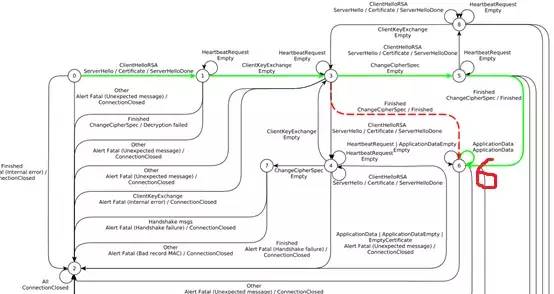 ClientHelloRSA
ServerHello / Certificate / ServerHelloDone
HeartbeatRequest
Empty
8
ClientKeyExchange
Empty
ClientHelloRSA
ServerHello / Certificate / ServerHelloDone
HeartbeatRequest
Empty
ClientKeyExchange
Empty
HeartbeatRequest
Empty
ClientHelloRSA
ServerHello / Certificate / ServerHelloDone
ChangeCipherSpec
Empty
HeartbeatRequest
Empty
0
1
3
5
Other
Alert Fatal (Unexpected message) / ConnectionClosed
Finished
ChangeCipherSpec / Finished
Finished
ChangeCipherSpec / Finished
Finished
ChangeCipherSpec / Decryption failed
ClientKeyExchange
Empty
ClientHelloRSA
ServerHello / Certificate / ServerHelloDone
Other
Alert Fatal (Unexpected message) /
ConnectionClosed
HeartbeatRequest | ApplicationDataEmpty
Empty
HeartbeatRequest
Empty
ApplicationData
ApplicationData
Finished
(Internal error) /
7
ChangeCipherSpec
Empty
4
6
6
Other
Alert Fatal (Unexpected message) /
ConnectionClosed
ClientHelloRSA
ServerHello / Certificate / ServerHelloDone
ClientKeyExchange
Alert Fatal (Internal error) / ConnectionClosed
Handshake msgs
Alert Fatal (Handshake failure) / ConnectionClosed
ApplicationData | ApplicationDataEmpty |
EmptyCertificate
Alert Fatal (Unexpected message) /
ConnectionClosed
Other
Alert Fatal (Bad record MAC) / ConnectionClosed
Finished
Alert Fatal (Handshake failure) /
ConnectionClosed
2
All
ConnectionClosed
Other
Alert Fatal (Unexpected message) / ConnectionClosed